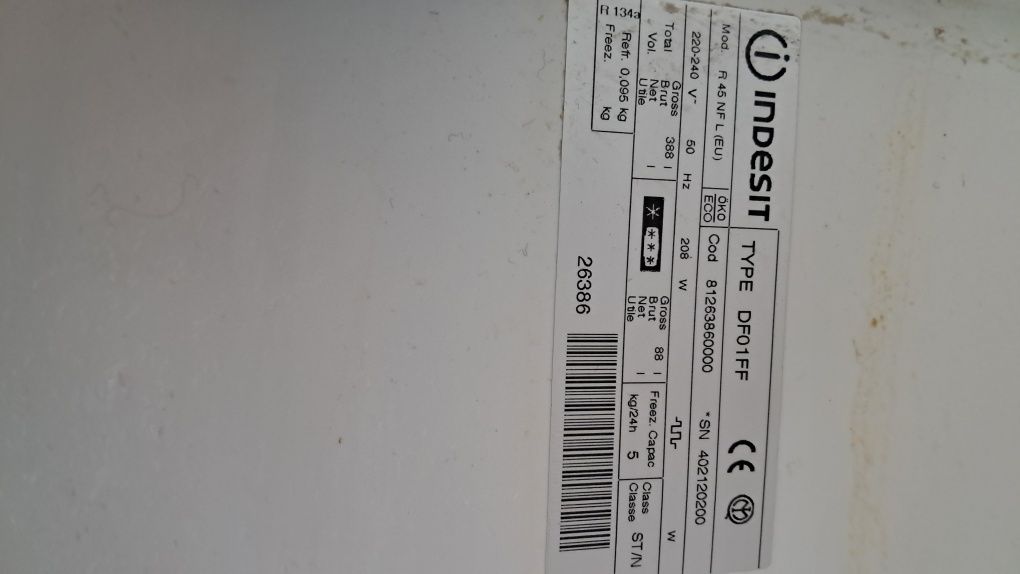 INDESIT
TYPE DF01FF
CE
Mod. R 45 NF L (EU)
ÖKO
ECO
Cod 81263860000
*SN 402120200
220-240 V~ 50 Hz 208 W W
Total
Vol.
Gross
Brut
Net
Utile
388 l
l
* ***
Gross
Brut
Net
Utile
88 l
l
Freez. Capac
kg/24h 5
Class
Classe
ST/N
R 134a
Refr. 0,095 kg
Freez. kg
26386